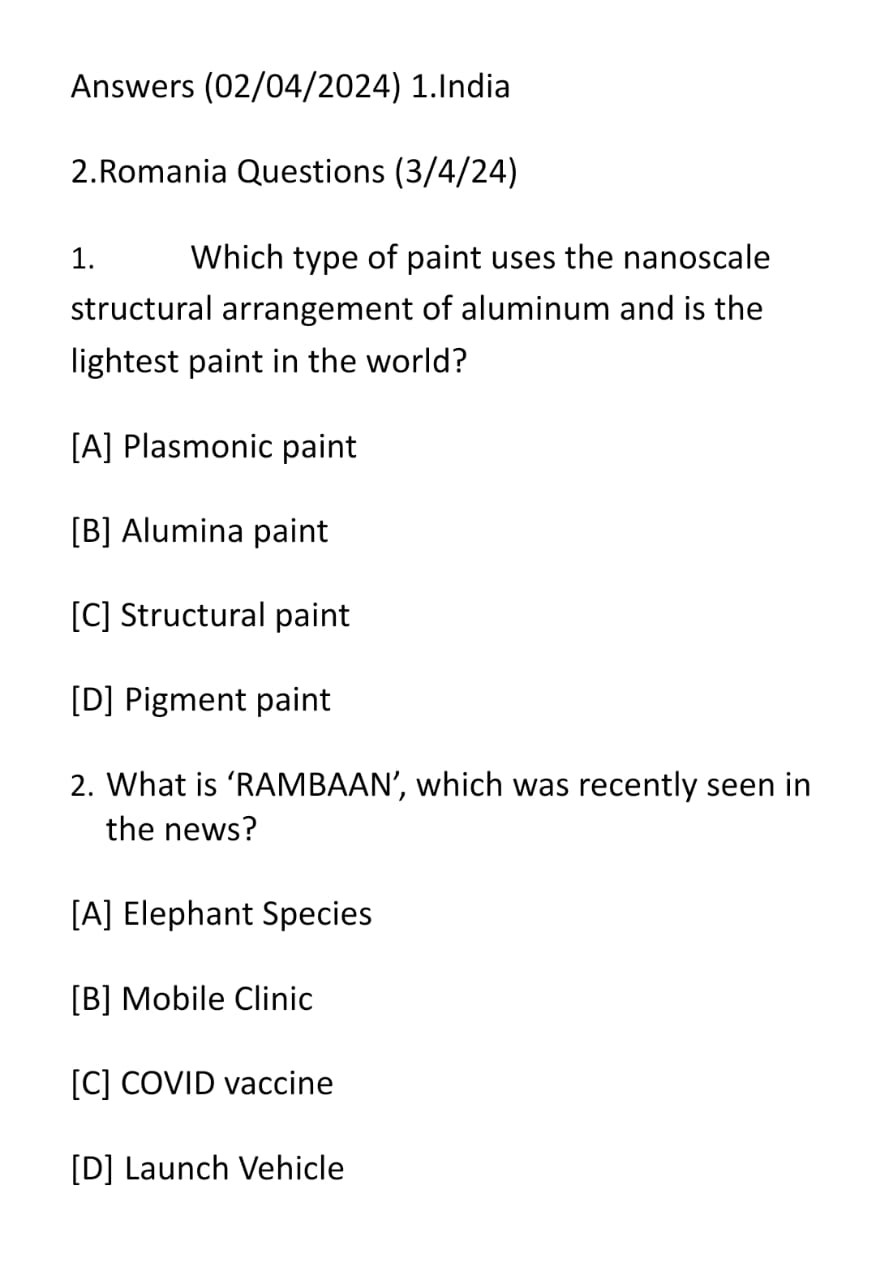 Answers (02/04/2024) 1.India
2.Romania Questions (3/4/24)
1. Which type of paint uses the nanoscale
structural arrangement of aluminum and is the
lightest paint in the world?
[A] Plasmonic paint
[B] Alumina paint
[C] Structural paint
[D] Pigment paint
2. What is ‘RAMBAAN’, which was recently seen in
the news?
[A] Elephant Species
[B] Mobile Clinic
[C] COVID vaccine
[D] Launch Vehicle